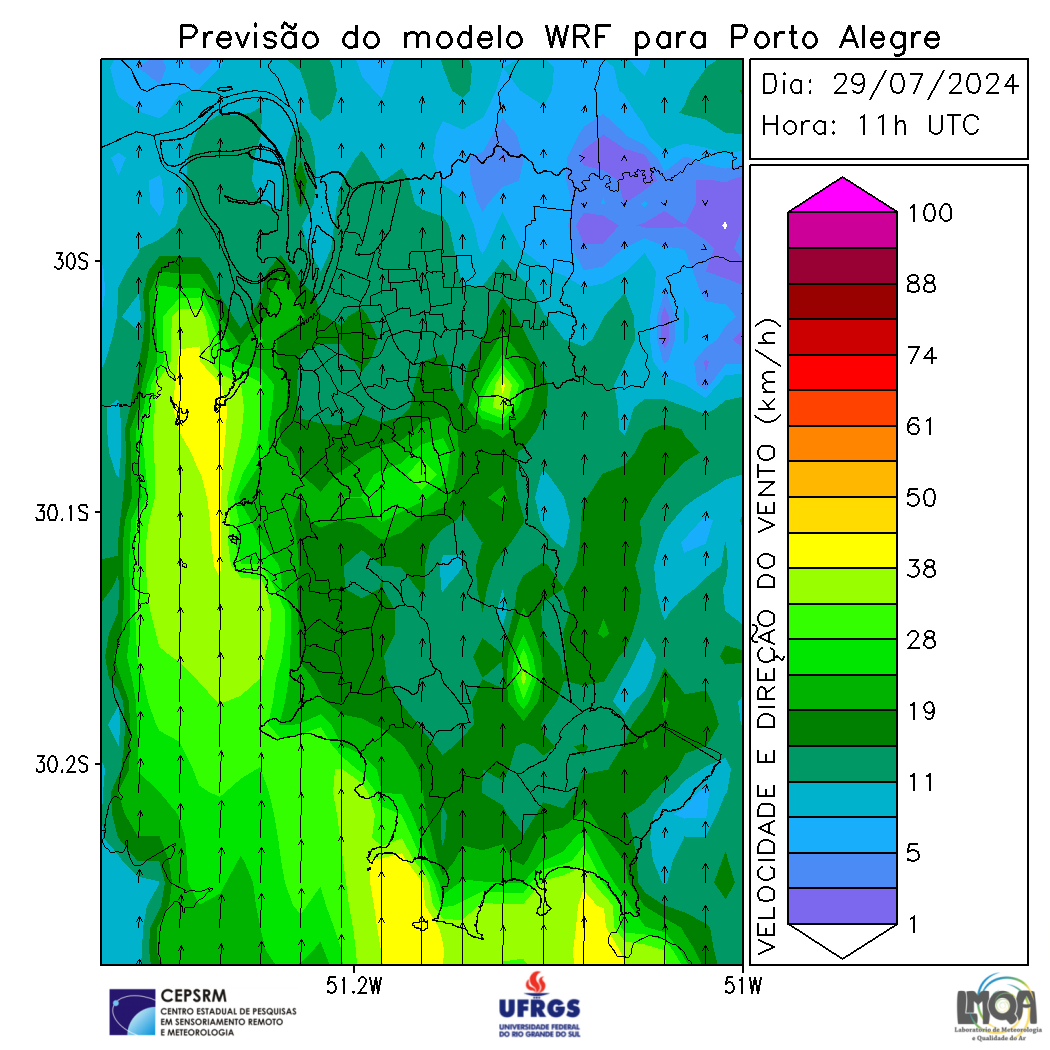 Previsão do modelo WRF para Porto Alegre
Dia: 29/07/2024
Hora: 11h UTC
30S
30.1S
30.2S
51.2W
51W
VELOCIDADE E DIREÇÃO DO VENTO (km/h)
100
88
74
61
50
38
28
19
11
5
1
CEPSRM
CENTRO ESTADUAL DE PESQUISAS
EM SENSORIAMENTO REMOTO
E METEOROLOGIA
UFRGS
UNIVERSIDADE FEDERAL
DO RIO GRANDE DO SUL
LMQA
Laboratório de Meteorologia
e Qualidade do Ar